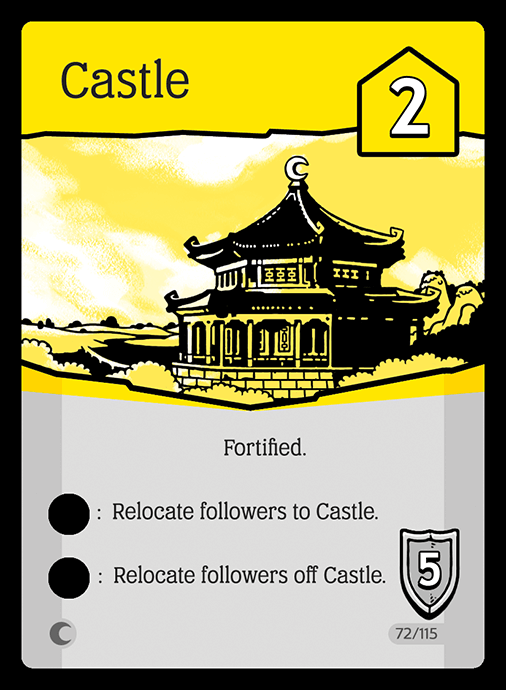 Castle
2
Fortified.
: Relocate followers to Castle.
: Relocate followers off Castle.
5
72/115